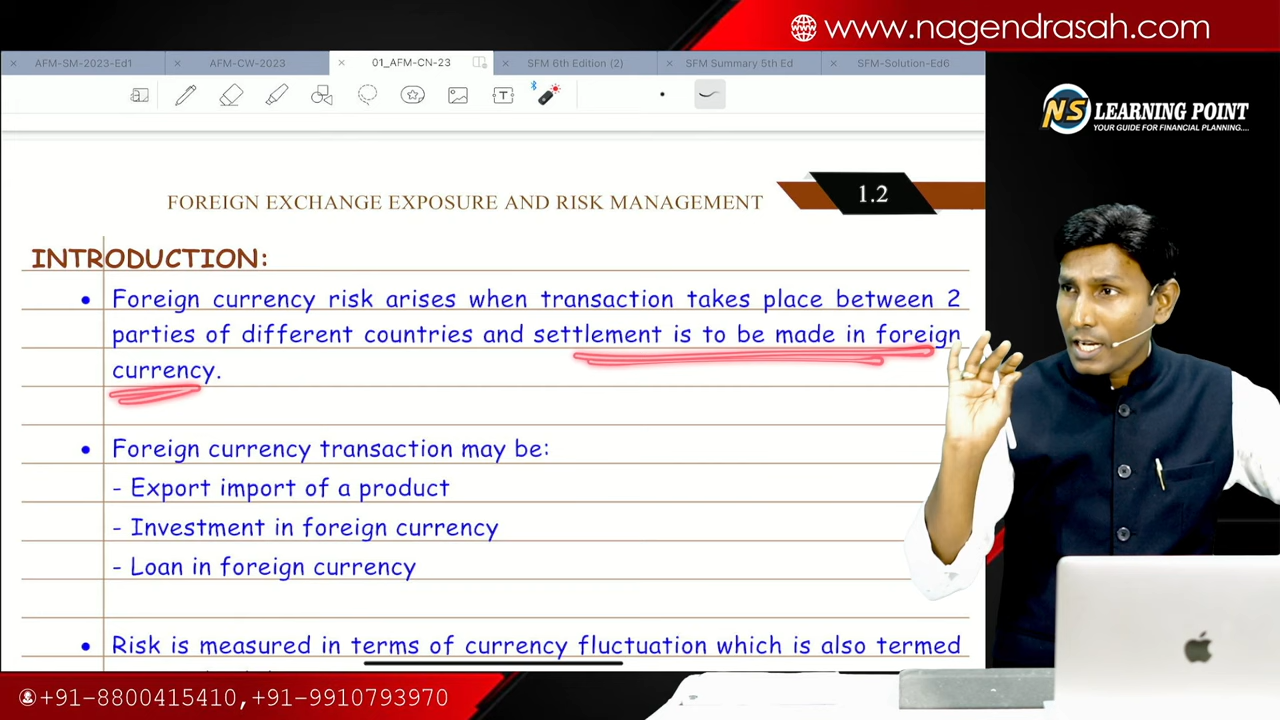 www.nagendrasah.com
AFM-SM-2023-Ed1
AFM-CW-2023
01_AFM-CN-23
SFM 6th Edition (2)
SFM Summary 5th Ed
SFM-Solution-Ed6
NS LEARNING POINT
YOUR GUIDE FOR FINANCIAL PLANNING....
FOREIGN EXCHANGE EXPOSURE AND RISK MANAGEMENT
1.2
INTRODUCTION:
• Foreign currency risk arises when transaction takes place between 2
parties of different countries and settlement is to be made in foreign
currency.
• Foreign currency transaction may be:
- Export import of a product
- Investment in foreign currency
- Loan in foreign currency
• Risk is measured in terms of currency fluctuation which is also termed
+91-8800415410,+91-9910793970